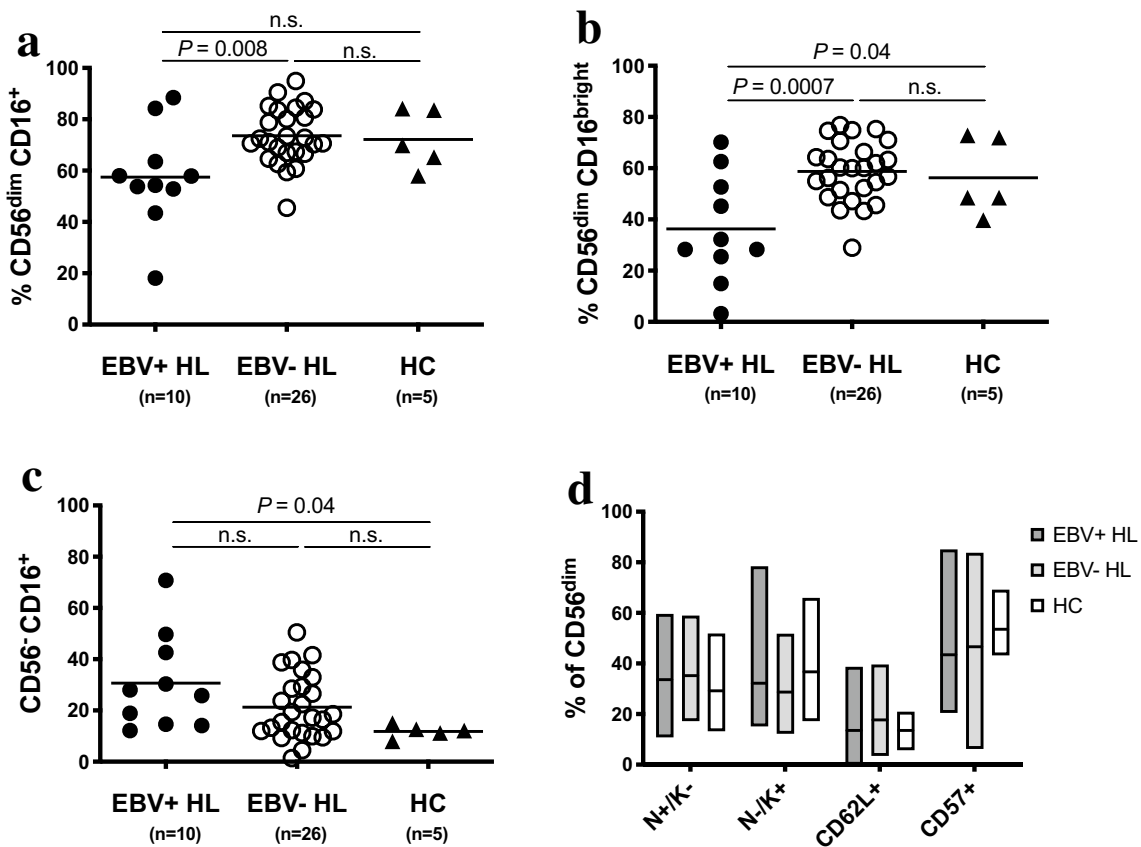 a
n.s.
P = 0.008
n.s.
% CD56dim CD16+
100
80
60
40
20
0
EBV+ HL
EBV- HL
HC
(n=10)
(n=26)
(n=5)
b
P = 0.04
P = 0.0007
n.s.
% CD56dim CD16bright
100
80
60
40
20
0
EBV+ HL
EBV- HL
HC
(n=10)
(n=26)
(n=5)
c
P = 0.04
n.s.
n.s.
CD56- CD16+
100
80
60
40
20
0
EBV+ HL
EBV- HL
HC
(n=10)
(n=26)
(n=5)
d
% of CD56dim
100
80
60
40
20
0
N+/K-
N-/K+
CD62L+
CD57+
EBV+ HL
EBV- HL
HC